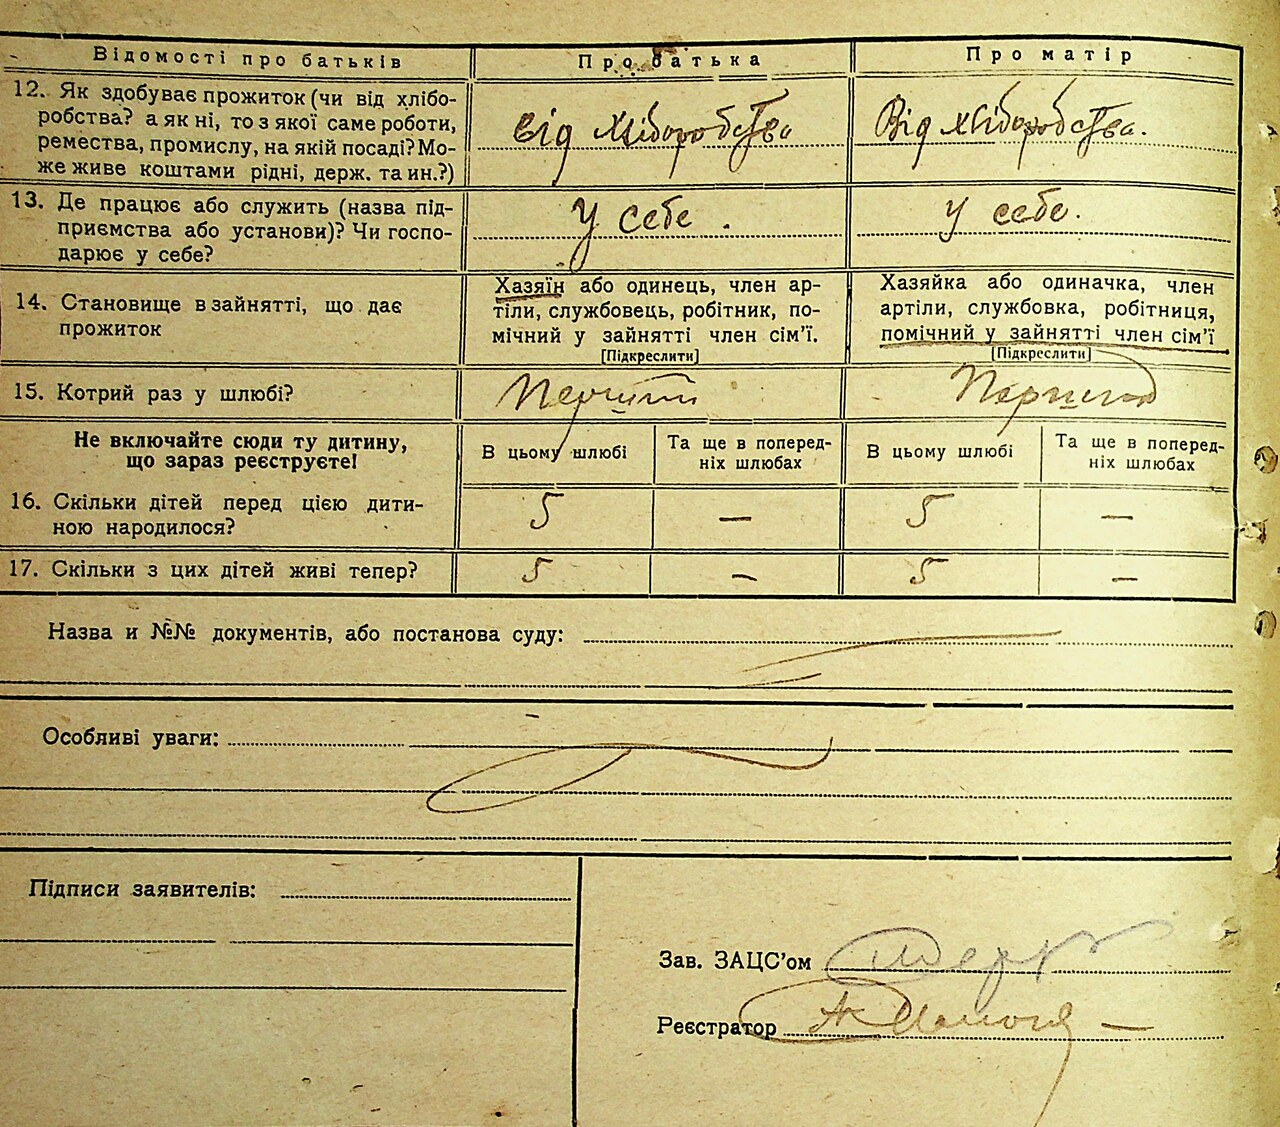 Відомості про батьків Про батька Про матір
12. Як здобуває прожиток (чи від хлібо-
робства? а як ні, то з якої саме роботи,
ремества, промислу, на якій посаді? Мо-
же живе коштами рідні, держ. та ин.?)
від хліборобства
Від хліборобства.
13. Де працює або служить (назва під-
приємства або установи)? Чи госпо-
дарює у себе?
У себе.
У себе.
14. Становище в зайнятті, що дає
прожиток
Хазяїн або одинець, член ар-
тіли, службовець, робітник, по-
мічний у зайнятті член сім'ї.
[Підкреслити]
Хазяйка або одиначка, член
артіли, службовка, робітниця,
помічний у зайнятті член сім'ї
[Підкреслити]
15. Котрий раз у шлюбі?
Не включайте сюди ту дитину,
що зараз реєструєте!
В цьому шлюбі
Та ще в поперед-
ніх шлюбах
В цьому шлюбі
Та ще в поперед-
ніх шлюбах
16. Скільки дітей перед цією дити-
ною народилося?
5 — 5 —
17. Скільки з цих дітей живі тепер? 5 — 5 —
Назва и №№ документів, або постанова суду:
Особливі уваги:
Підписи заявителів:
Зав. ЗАЦС'ом
Реєстратор